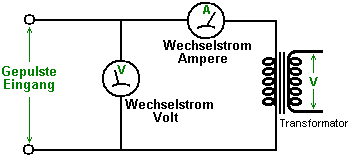 A
Wechselstrom
Ampere
Gepulste
Eingang
V
Wechselstrom
Volt
V
Transformator